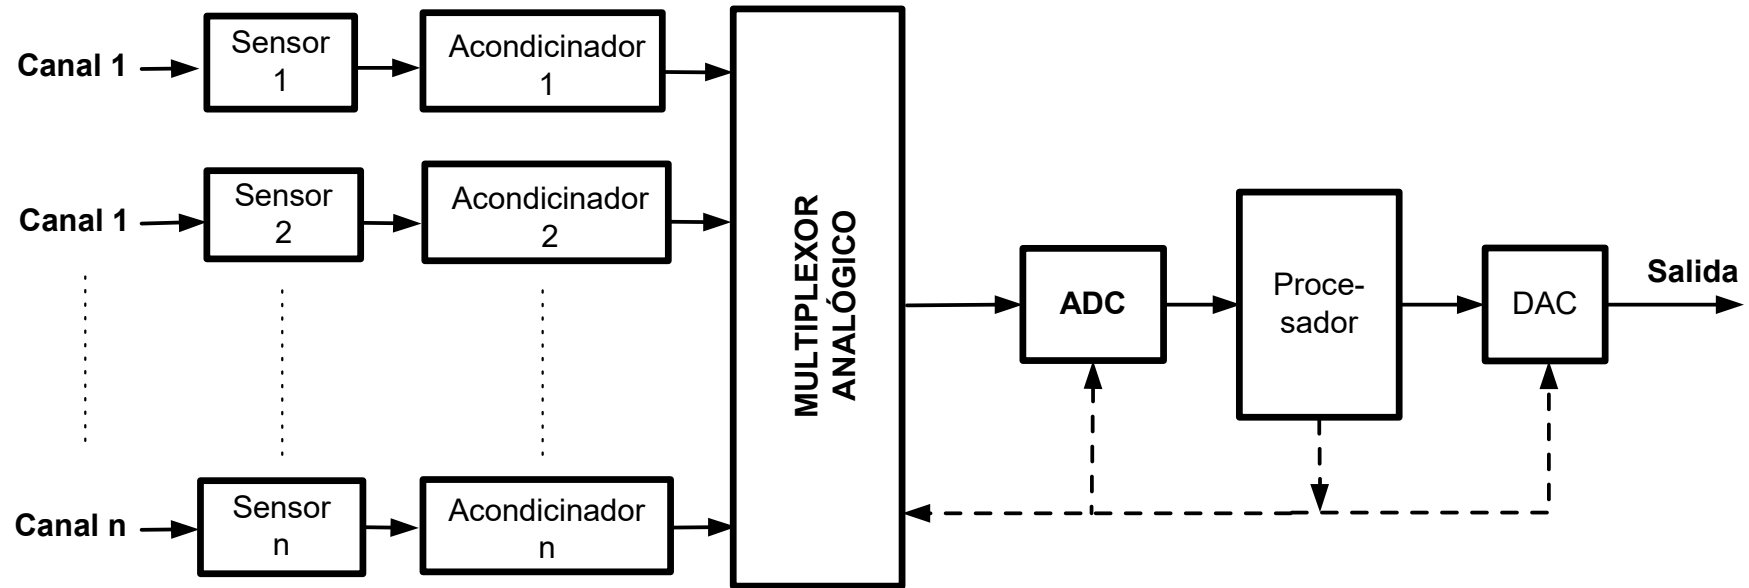 Canal 1
Sensor
1
Acondicinador
1
Canal 1
Sensor
2
Acondicinador
2
Canal n
Sensor
n
Acondicinador
n
MULTIPLEXOR
ANALÓGICO
ADC
Proce-
sador
DAC
Salida